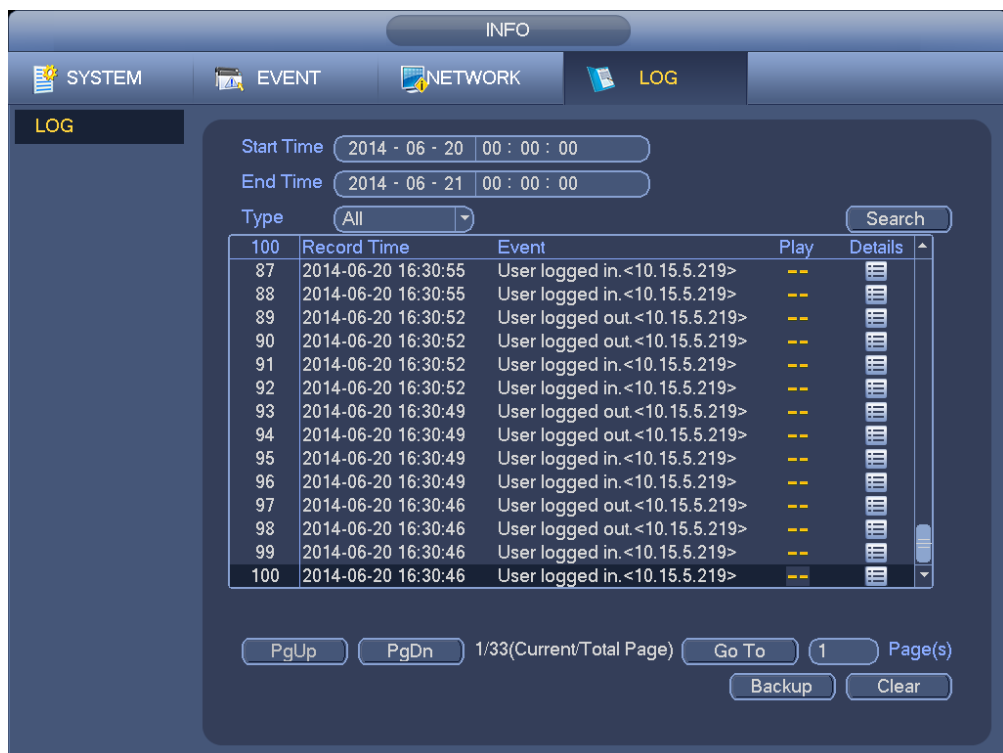 INFO
SYSTEM EVENT NETWORK LOG
LOG
Start Time 2014 - 06 - 20 00 : 00 : 00
End Time 2014 - 06 - 21 00 : 00 : 00
Type All Search
100 Record Time Event Play Details
87 2014-06-20 16:30:55 User logged in.<10.15.5.219> --
88 2014-06-20 16:30:55 User logged in.<10.15.5.219> --
89 2014-06-20 16:30:52 User logged out.<10.15.5.219> --
90 2014-06-20 16:30:52 User logged out.<10.15.5.219> --
91 2014-06-20 16:30:52 User logged in.<10.15.5.219> --
92 2014-06-20 16:30:52 User logged in.<10.15.5.219> --
93 2014-06-20 16:30:49 User logged out.<10.15.5.219> --
94 2014-06-20 16:30:49 User logged out.<10.15.5.219> --
95 2014-06-20 16:30:49 User logged in.<10.15.5.219> --
96 2014-06-20 16:30:49 User logged in.<10.15.5.219> --
97 2014-06-20 16:30:46 User logged out.<10.15.5.219> --
98 2014-06-20 16:30:46 User logged out.<10.15.5.219> --
99 2014-06-20 16:30:46 User logged in.<10.15.5.219> --
100 2014-06-20 16:30:46 User logged in.<10.15.5.219> --
PgUp PgDn 1/33(Current/Total Page) Go To 1 Page(s)
Backup Clear